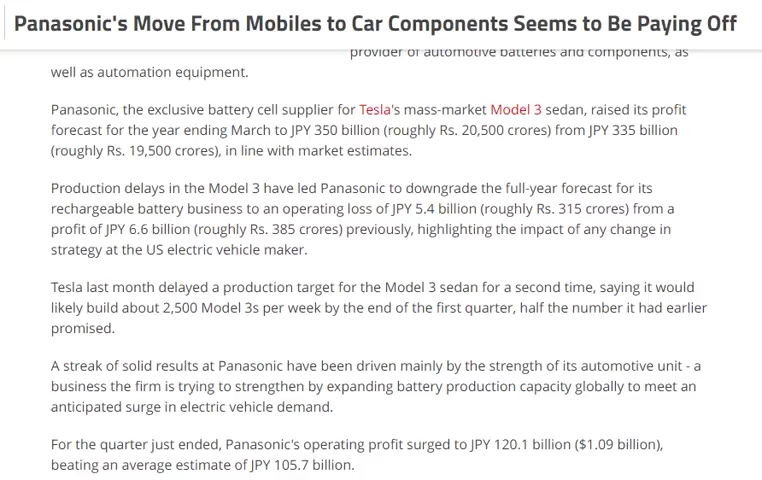 Panasonic's Move From Mobiles to Car Components Seems to Be Paying Off
provider of automotive batteries and components, as
well as automation equipment.
Panasonic, the exclusive battery cell supplier for Tesla's mass-market Model 3 sedan, raised its profit
forecast for the year ending March to JPY 350 billion (roughly Rs. 20,500 crores) from JPY 335 billion
(roughly Rs. 19,500 crores), in line with market estimates.
Production delays in the Model 3 have led Panasonic to downgrade the full-year forecast for its
rechargeable battery business to an operating loss of JPY 5.4 billion (roughly Rs. 315 crores) from a
profit of JPY 6.6 billion (roughly Rs. 385 crores) previously, highlighting the impact of any change in
strategy at the US electric vehicle maker.
Tesla last month delayed a production target for the Model 3 sedan for a second time, saying it would
likely build about 2,500 Model 3s per week by the end of the first quarter, half the number it had earlier
promised.
A streak of solid results at Panasonic have been driven mainly by the strength of its automotive unit - a
business the firm is trying to strengthen by expanding battery production capacity globally to meet an
anticipated surge in electric vehicle demand.
For the quarter just ended, Panasonic's operating profit surged to JPY 120.1 billion ($1.09 billion),
beating an average estimate of JPY 105.7 billion.